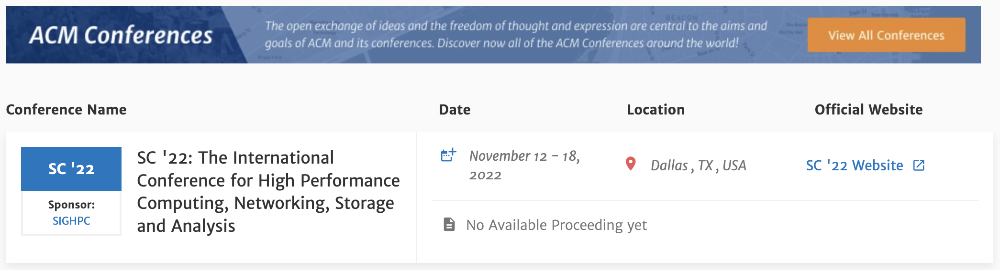 ACM Conferences
The open exchange of ideas and the freedom of thought and expression are central to the aims and
goals of ACM and its conferences. Discover now all of the ACM Conferences around the world!
View All Conferences
Conference Name
Date
Location
Official Website
SC '22
Sponsor:
SIGHPC
SC '22: The International
Conference for High Performance
Computing, Networking, Storage
and Analysis
November 12 - 18,
2022
Dallas , TX , USA
SC '22 Website
No Available Proceeding yet